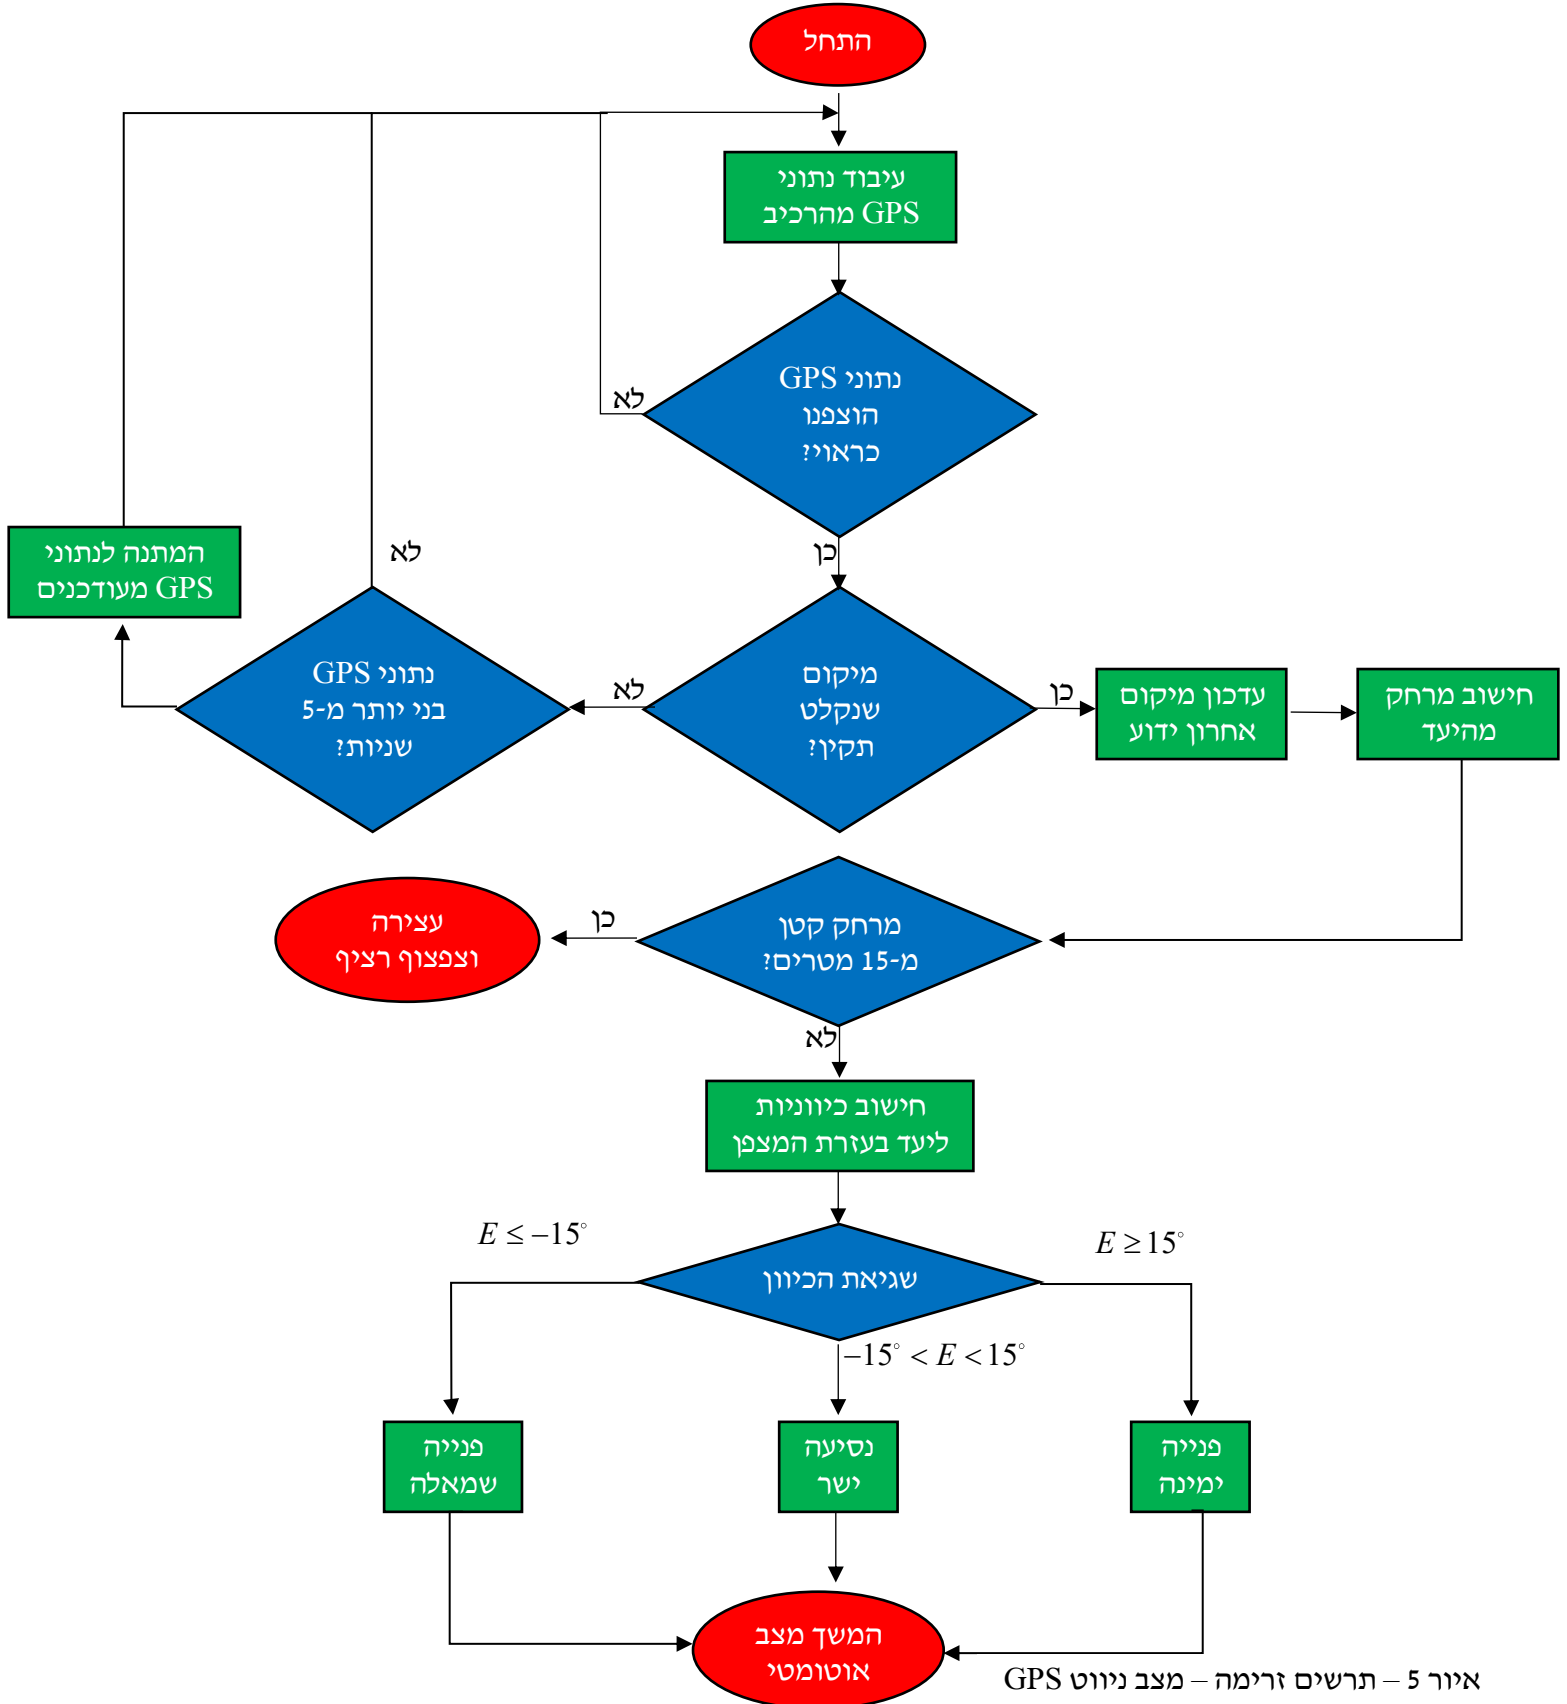 התחל
עיבוד נתוני
GPS מהרכיב
נתוני GPS
הוצפנו
כראוי?
לא
כן
המתנה לנתוני
GPS מעודכנים
לא
נתוני GPS
בני יותר מ-5
שניות?
לא
מיקום
שנקלט
תקין?
כן
עדכון מיקום
אחרון ידוע
חישוב מרחק
מהיעד
עצירה
וצפצוף רציף
כן
מרחק קטן
מ-15 מטרים?
לא
חישוב כיווניות
ליעד בעזרת המצפן
E ≤ −15°
E ≥ 15°
שגיאת הכיוון
−15° < E < 15°
פנייה
שמאלה
נסיעה
ישר
פנייה
ימינה
המשך מצב
אוטומטי
איור 5 – תרשים זרימה – מצב ניווט GPS